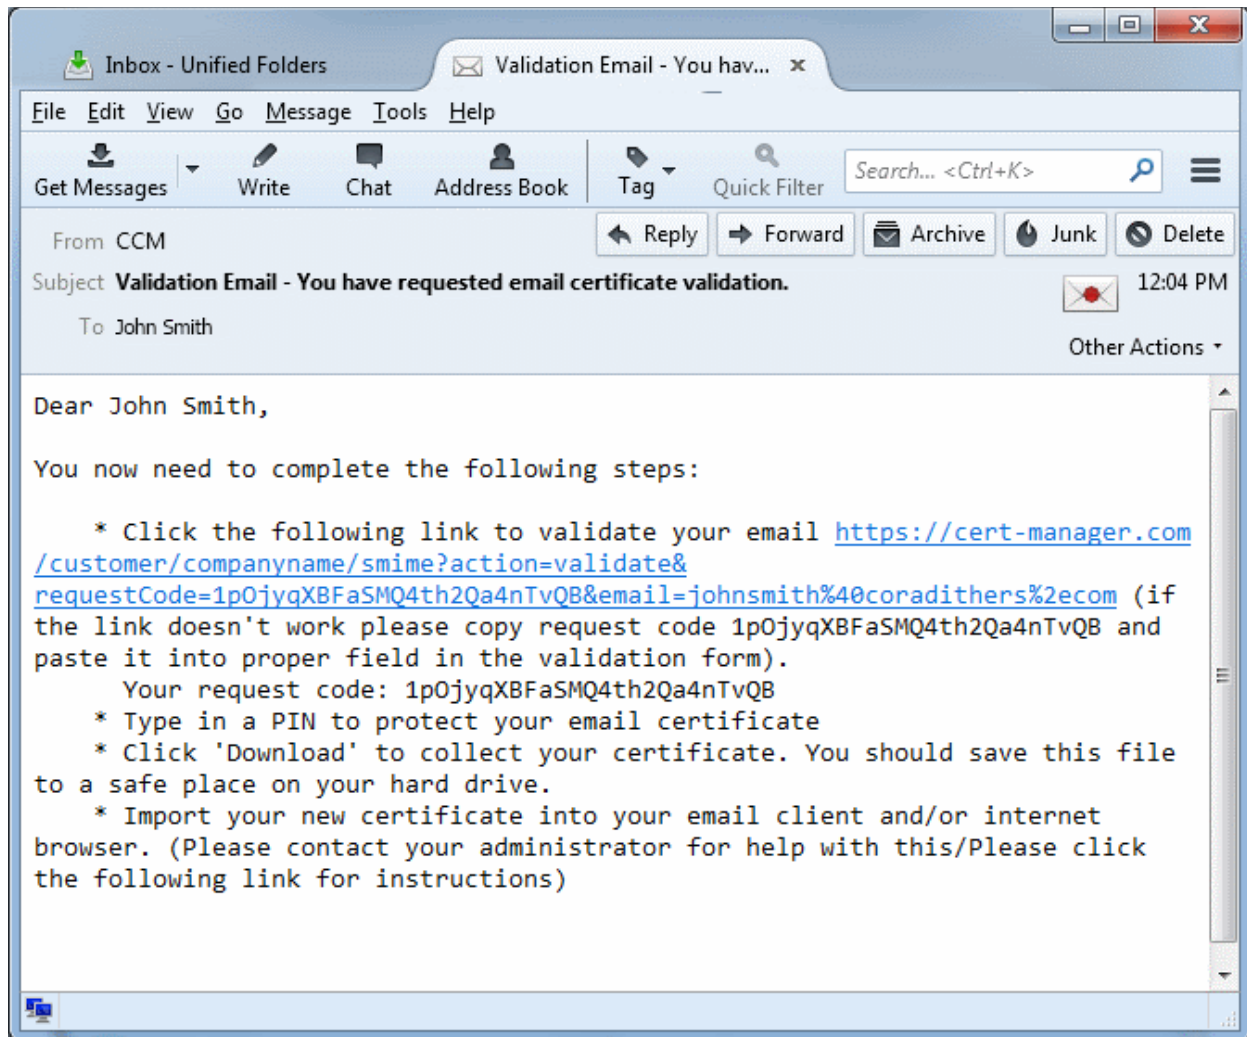 Inbox - Unified Folders
Validation Email - You hav...
File Edit View Go Message Tools Help
Get Messages Write Chat Address Book Tag Quick Filter Search... <Ctrl+K>
From CCM
Reply Forward Archive Junk Delete
Subject Validation Email - You have requested email certificate validation.
12:04 PM
To John Smith
Other Actions
Dear John Smith,
You now need to complete the following steps:
* Click the following link to validate your email https://cert-manager.com
/customer/companyname/smime?action=validate&
requestCode=1pOjyqXBFaSMQ4th2Qa4nTvQB&email=johnsmith%40coradithers%2ecom (if
the link doesn't work please copy request code 1pOjyqXBFaSMQ4th2Qa4nTvQB and
paste it into proper field in the validation form).
Your request code: 1pOjyqXBFaSMQ4th2Qa4nTvQB
* Type in a PIN to protect your email certificate
* Click 'Download' to collect your certificate. You should save this file
to a safe place on your hard drive.
* Import your new certificate into your email client and/or internet
browser. (Please contact your administrator for help with this/Please click
the following link for instructions)